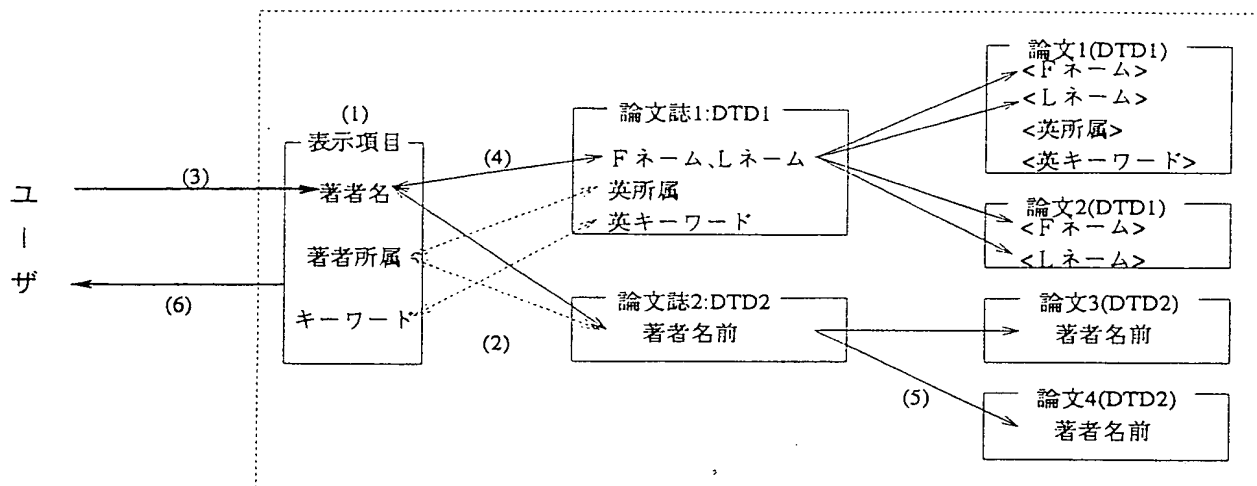 ユーザ
(3)
(6)
(1)
表示項目
著者名
著者所属
キーワード
(4)
(2)
論文誌1:DTD1
Fネーム、Lネーム
英所属
英キーワード
論文誌2:DTD2
著者名前
(5)
論文1(DTD1)
<Fネーム>
<Lネーム>
<英所属>
<英キーワード>
論文2(DTD1)
<Fネーム>
<Lネーム>
論文3(DTD2)
著者名前
論文4(DTD2)
著者名前